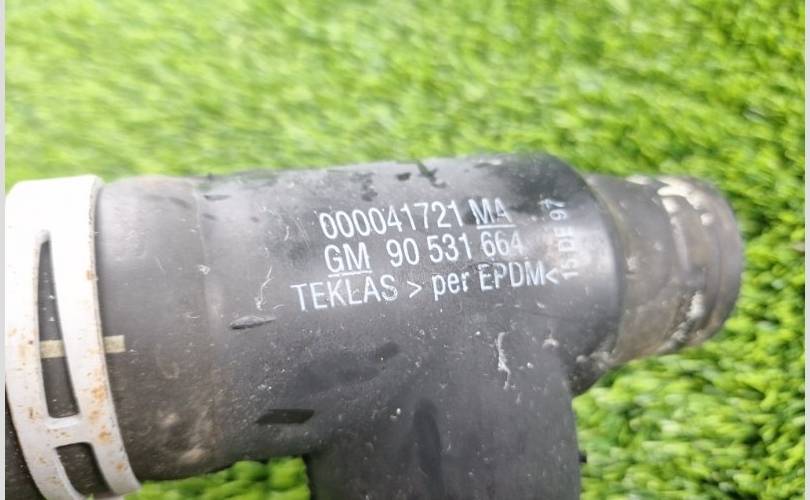 000041721 MA
GM 90 531 664
TEKLAS > per EPDM<
15 DE 97